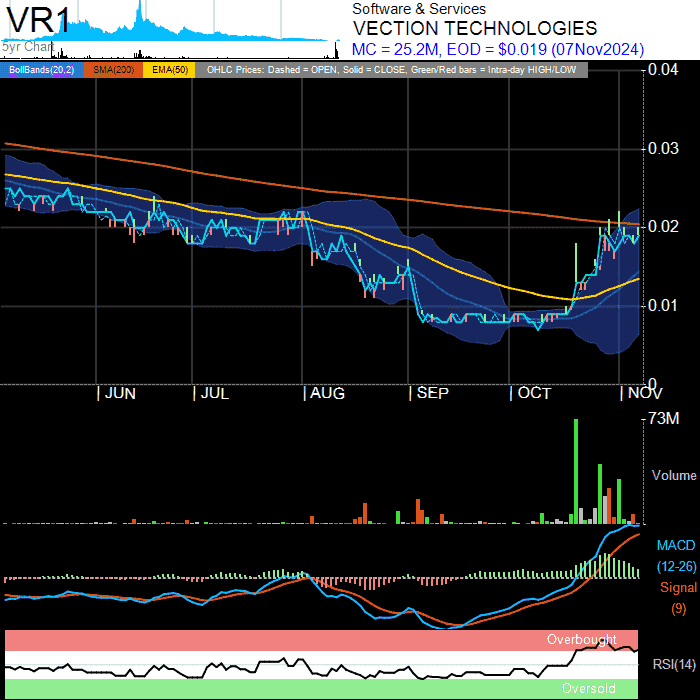 VR1
5yr Chart
Software & Services
VECTION TECHNOLOGIES
MC = 25.2M, EOD = $0.019 (07Nov2024)
BollBands(20,2) SMA(200) EMA(50) OHLC Prices: Dashed = OPEN, Solid = CLOSE, Green/Red bars = Intra-day HIGH/LOW
0.04
0.03
0.02
0.01
0
JUN JUL AUG SEP OCT NOV
73M
Volume
MACD
(12-26)
Signal
(9)
Overbought
RSI(14)
Oversold